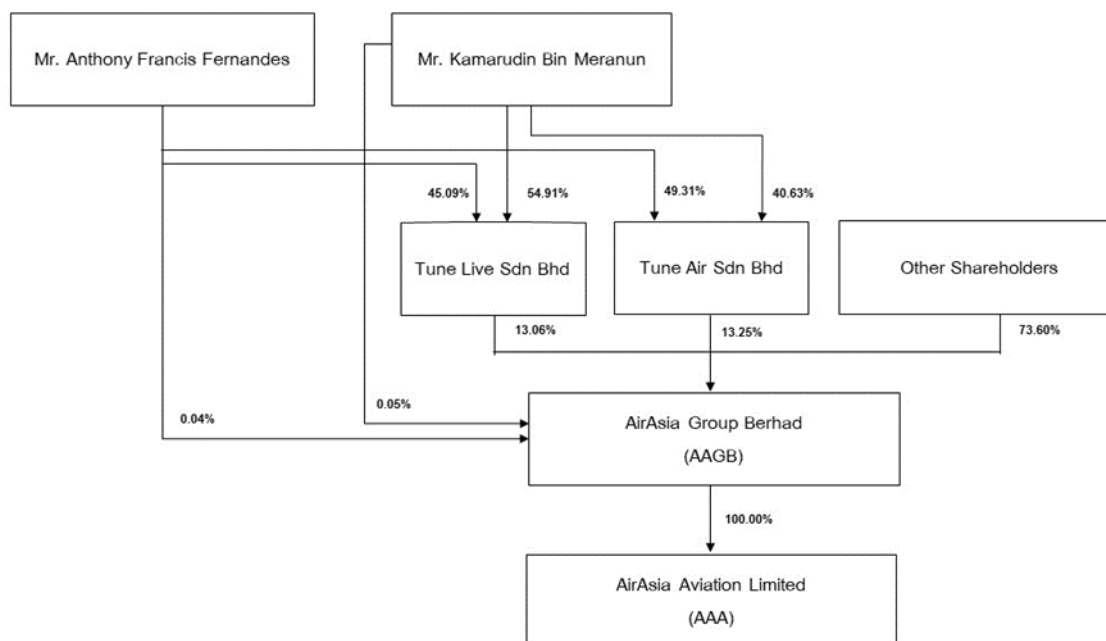 Mr. Anthony Francis Fernandes
Mr. Kamarudin Bin Meranun
45.09%
54.91%
49.31%
40.63%
Tune Live Sdn Bhd
Tune Air Sdn Bhd
Other Shareholders
13.06%
13.25%
73.60%
0.04%
0.05%
AirAsia Group Berhad
(AAGB)
100.00%
AirAsia Aviation Limited
(AAA)